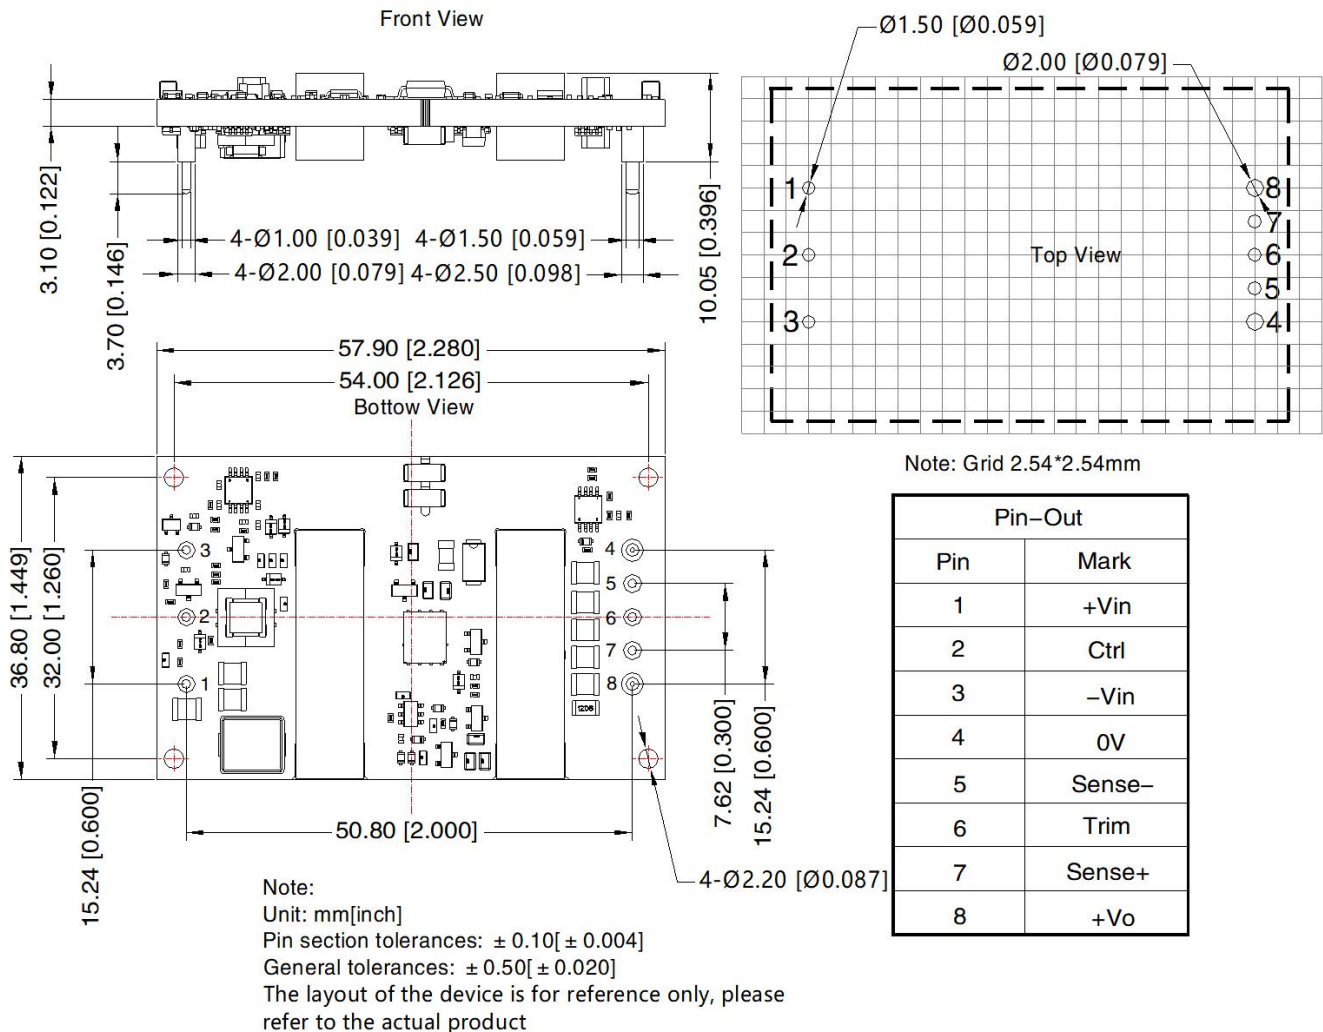 Front View
Ø1.50 [Ø0.059]
Ø2.00 [Ø0.079]
3.10 [0.122]
3.70 [0.146]
4-Ø1.00 [0.039]
4-Ø1.50 [0.059]
4-Ø2.00 [0.079]
4-Ø2.50 [0.098]
10.05 [0.396]
1
2
3
Top View
8
7
6
5
4
Note: Grid 2.54*2.54mm
57.90 [2.280]
54.00 [2.126]
Bottow View
36.80 [1.449]
32.00 [1.260]
15.24 [0.600]
3
2
1
4
5
6
7
8
1206
7.62 [0.300]
15.24 [0.600]
50.80 [2.000]
4-Ø2.20 [Ø0.087]
Pin-Out
Pin Mark
1 +Vin
2 Ctrl
3 -Vin
4 0V
5 Sense-
6 Trim
7 Sense+
8 +Vo
Note:
Unit: mm[inch]
Pin section tolerances: ± 0.10[ ± 0.004]
General tolerances: ± 0.50[ ± 0.020]
The layout of the device is for reference only, please
refer to the actual product